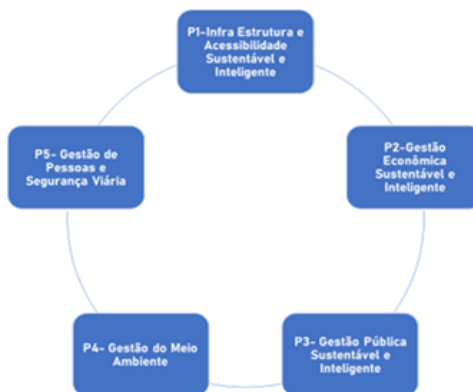 P1-Infra Estrutura e
Acessibilidade
Sustentável e
Inteligente
P2-Gestão
Econômica
Sustentável e
Inteligente
P3- Gestão Pública
Sustentável e
Inteligente
P4- Gestão do Meio
Ambiente
P5- Gestão de
Pessoas e
Segurança Viária